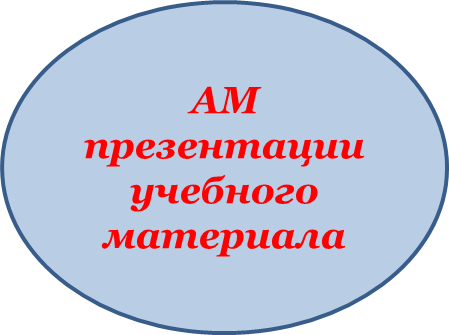 АМ
презентации
учебного
материала